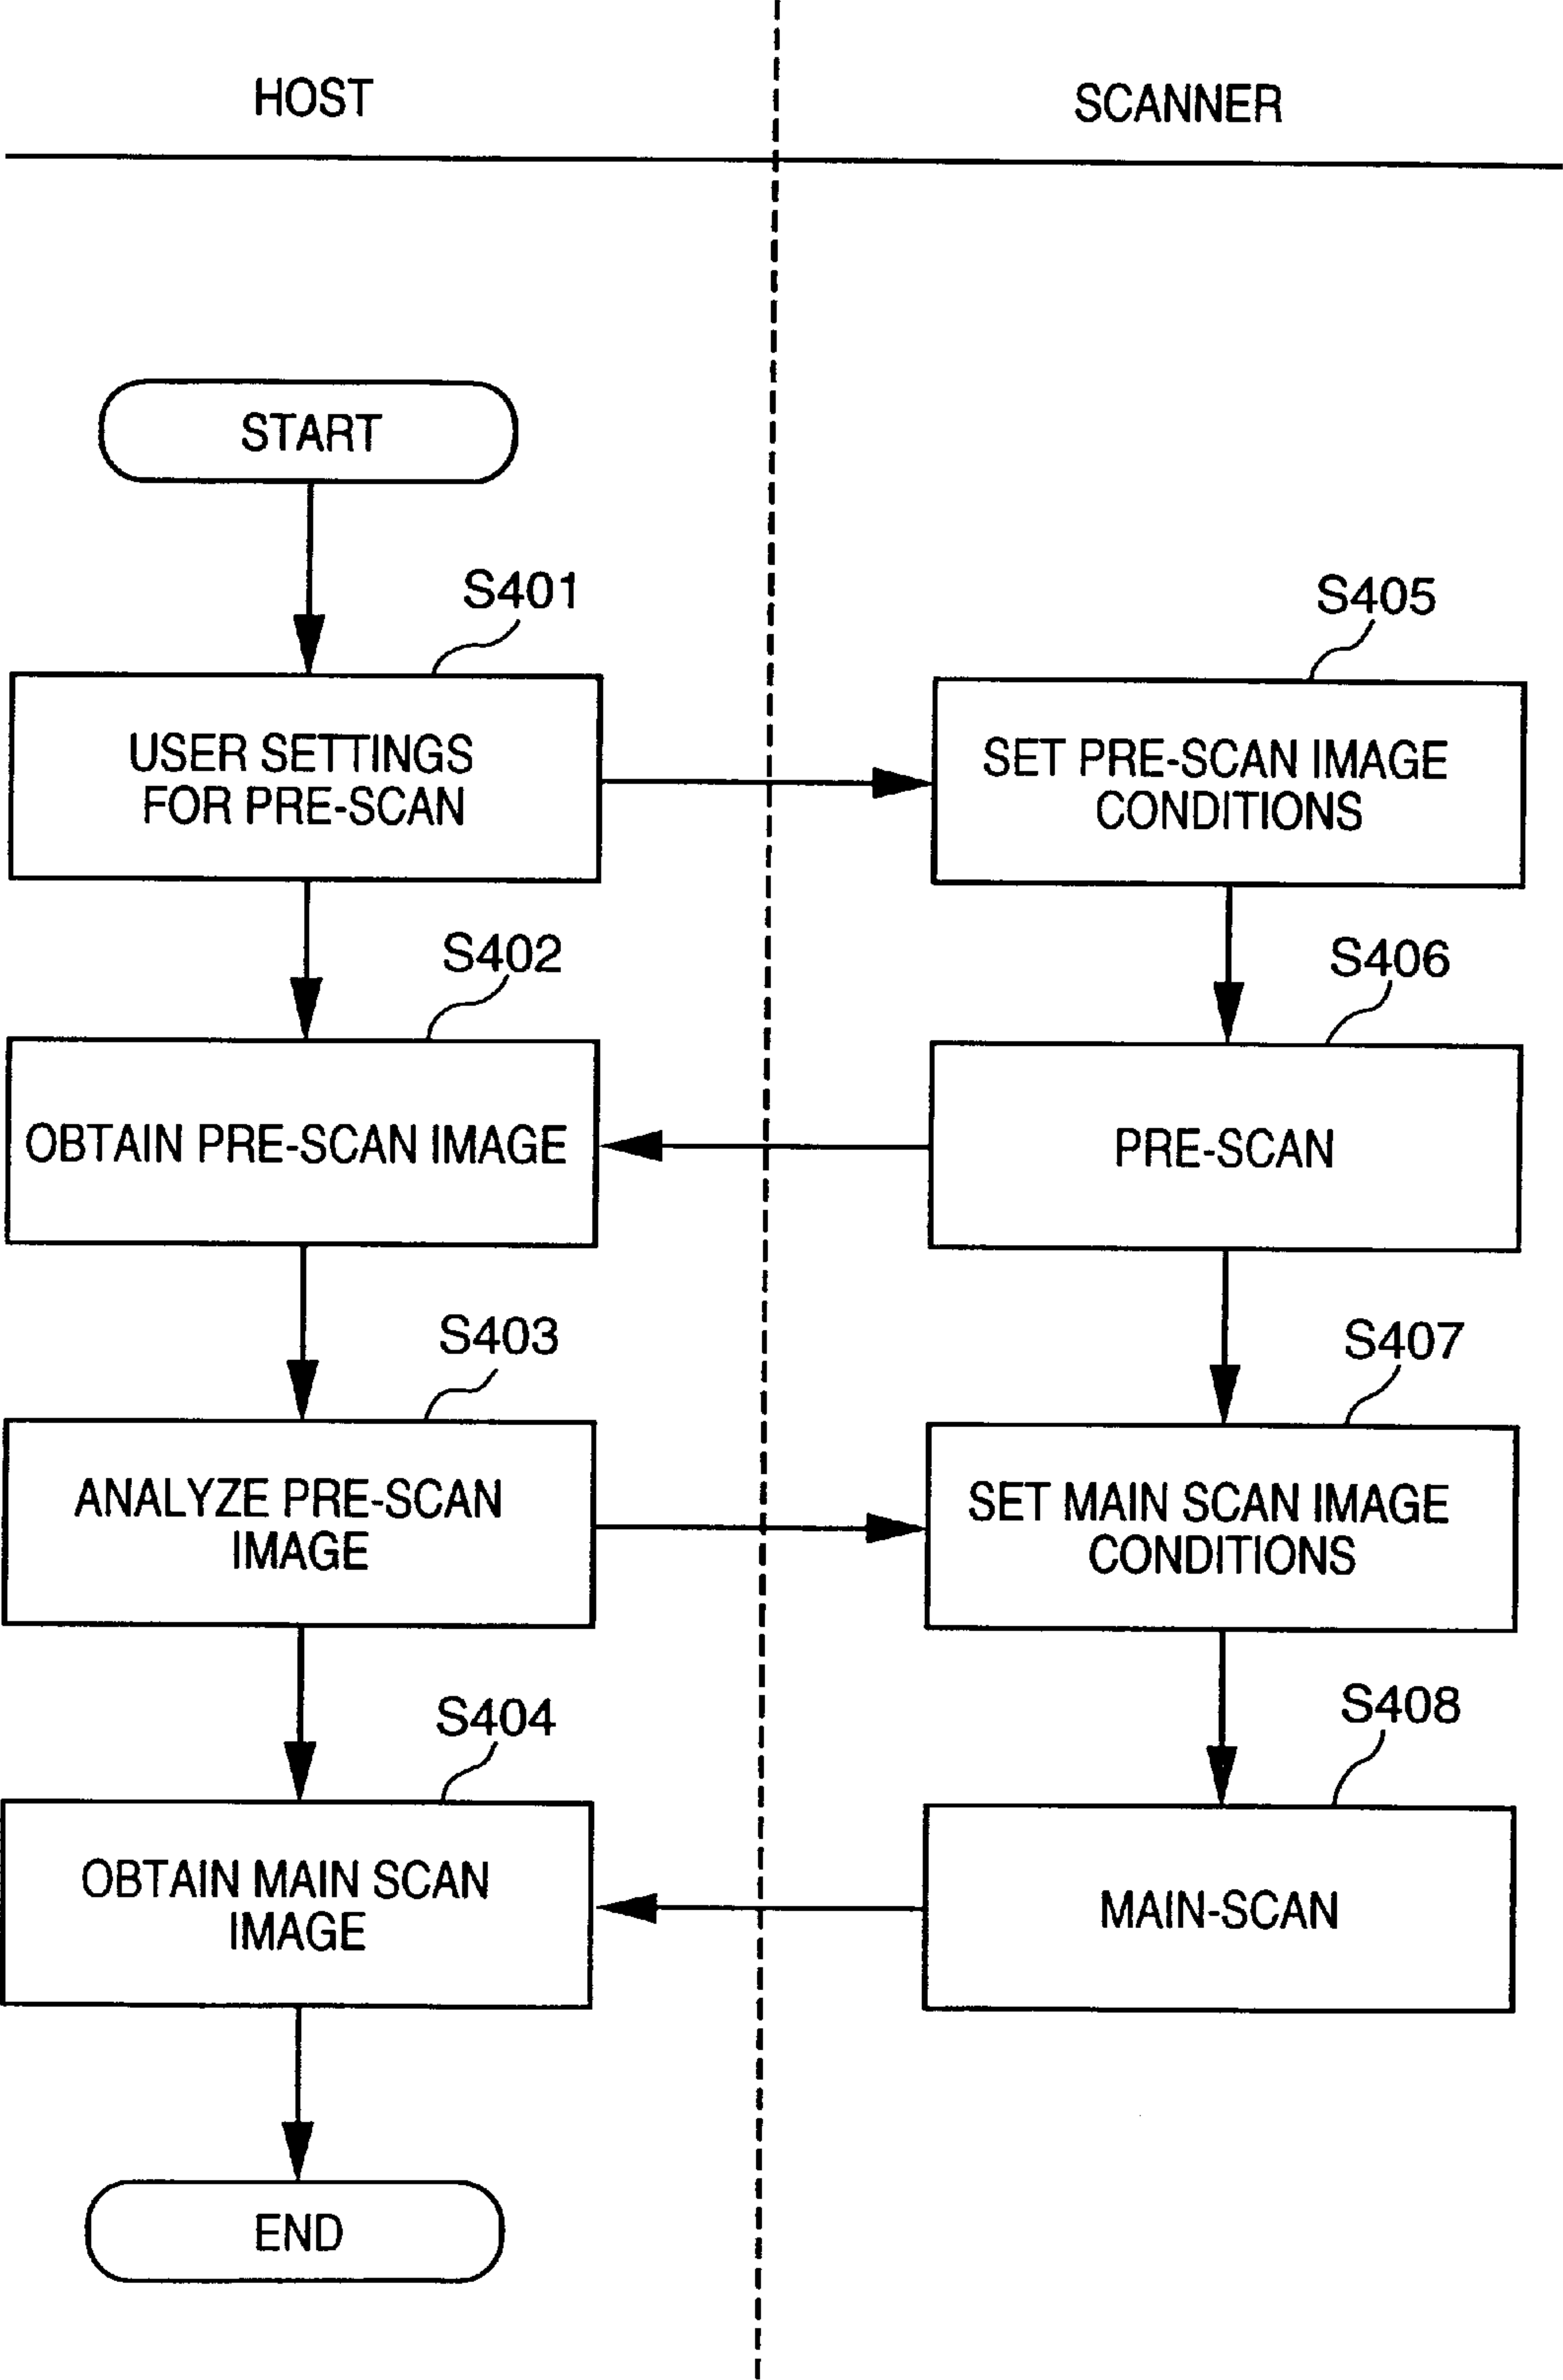 HOST
SCANNER
START
S401
USER SETTINGS
FOR PRE-SCAN
S405
SET PRE-SCAN IMAGE
CONDITIONS
S402
OBTAIN PRE-SCAN IMAGE
S406
PRE-SCAN
S403
ANALYZE PRE-SCAN
IMAGE
S407
SET MAIN SCAN IMAGE
CONDITIONS
S404
OBTAIN MAIN SCAN
IMAGE
S408
MAIN-SCAN
END